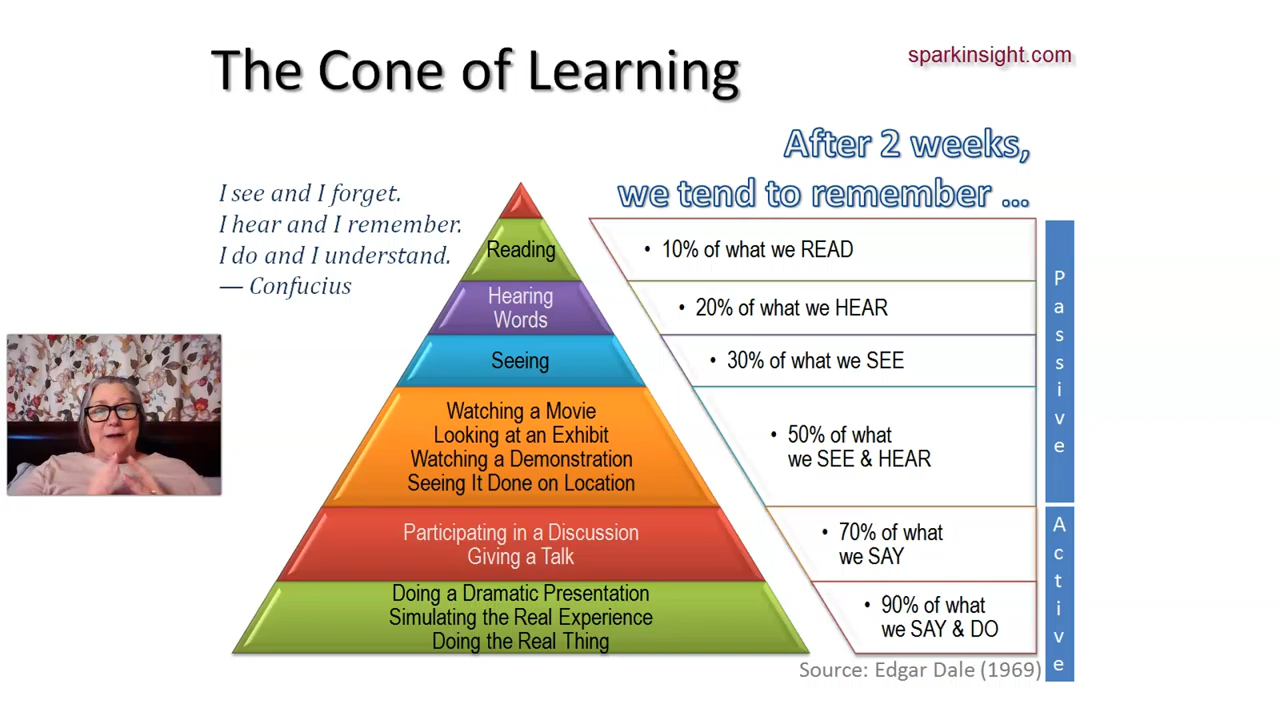 The Cone of Learning
sparkinsight.com
After 2 weeks,
we tend to remember ...
I see and I forget.
I hear and I remember.
I do and I understand.
— Confucius
Reading
• 10% of what we READ
Hearing
Words
• 20% of what we HEAR
Seeing
• 30% of what we SEE
Watching a Movie
Looking at an Exhibit
Watching a Demonstration
Seeing It Done on Location
• 50% of what
we SEE & HEAR
Passive
Participating in a Discussion
Giving a Talk
• 70% of what
we SAY
Doing a Dramatic Presentation
Simulating the Real Experience
Doing the Real Thing
• 90% of what
we SAY & DO
Active
Source: Edgar Dale (1969)